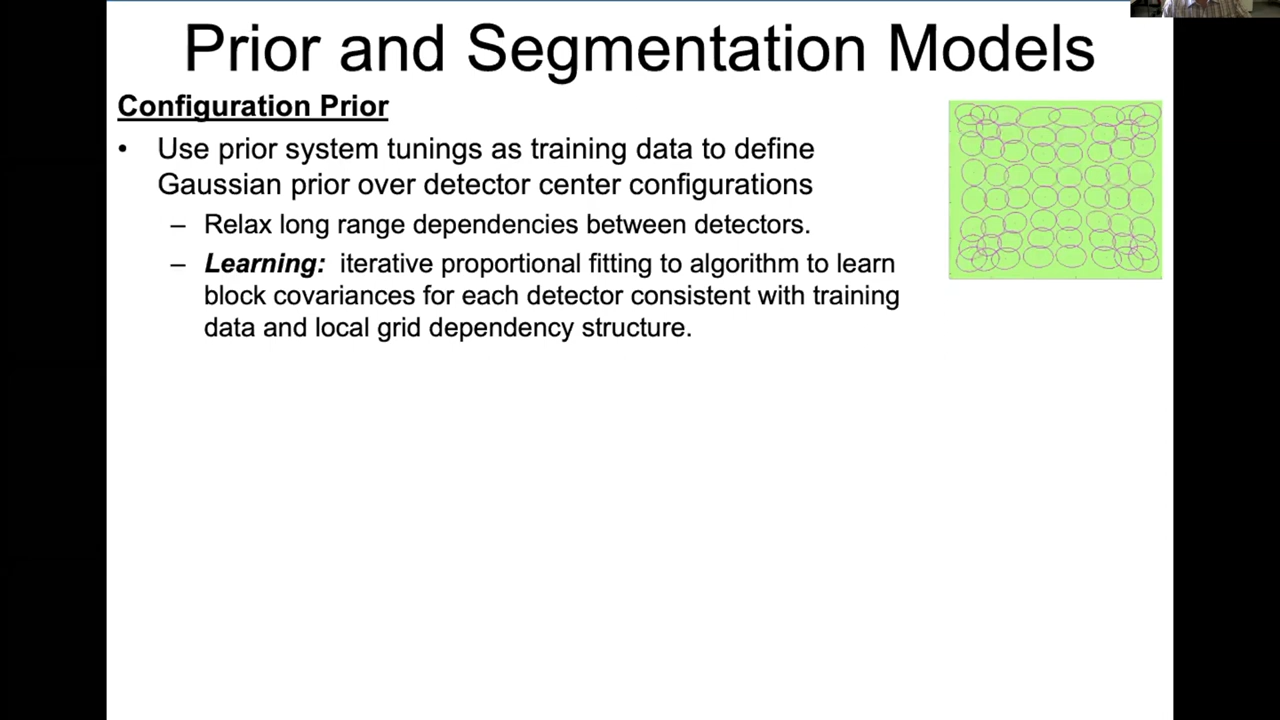 Prior and Segmentation Models
Configuration Prior
• Use prior system tunings as training data to define
Gaussian prior over detector center configurations
– Relax long range dependencies between detectors.
– Learning: iterative proportional fitting to algorithm to learn
block covariances for each detector consistent with training
data and local grid dependency structure.